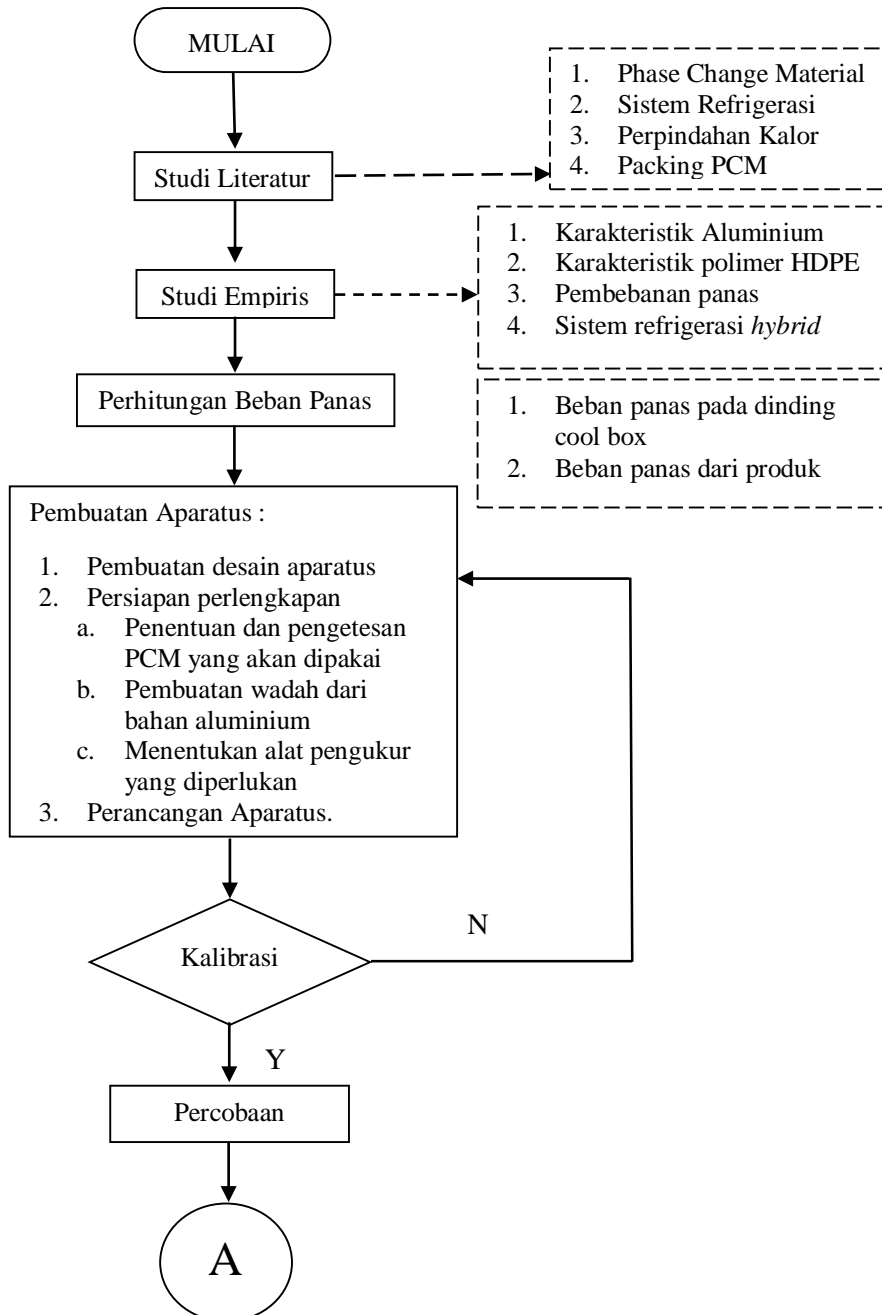 MULAI
1. Phase Change Material
2. Sistem Refrigerasi
3. Perpindahan Kalor
4. Packing PCM
Studi Literatur
1. Karakteristik Aluminium
2. Karakteristik polimer HDPE
3. Pembebanan panas
4. Sistem refrigerasi hybrid
Studi Empiris
Perhitungan Beban Panas
1. Beban panas pada dinding
cool box
2. Beban panas dari produk
Pembuatan Aparatus :
1. Pembuatan desain aparatus
2. Persiapan perlengkapan
a. Penentuan dan pengetesan
PCM yang akan dipakai
b. Pembuatan wadah dari
bahan aluminium
c. Menentukan alat pengukur
yang diperlukan
3. Perancangan Aparatus.
Kalibrasi
N
Y
Percobaan
A